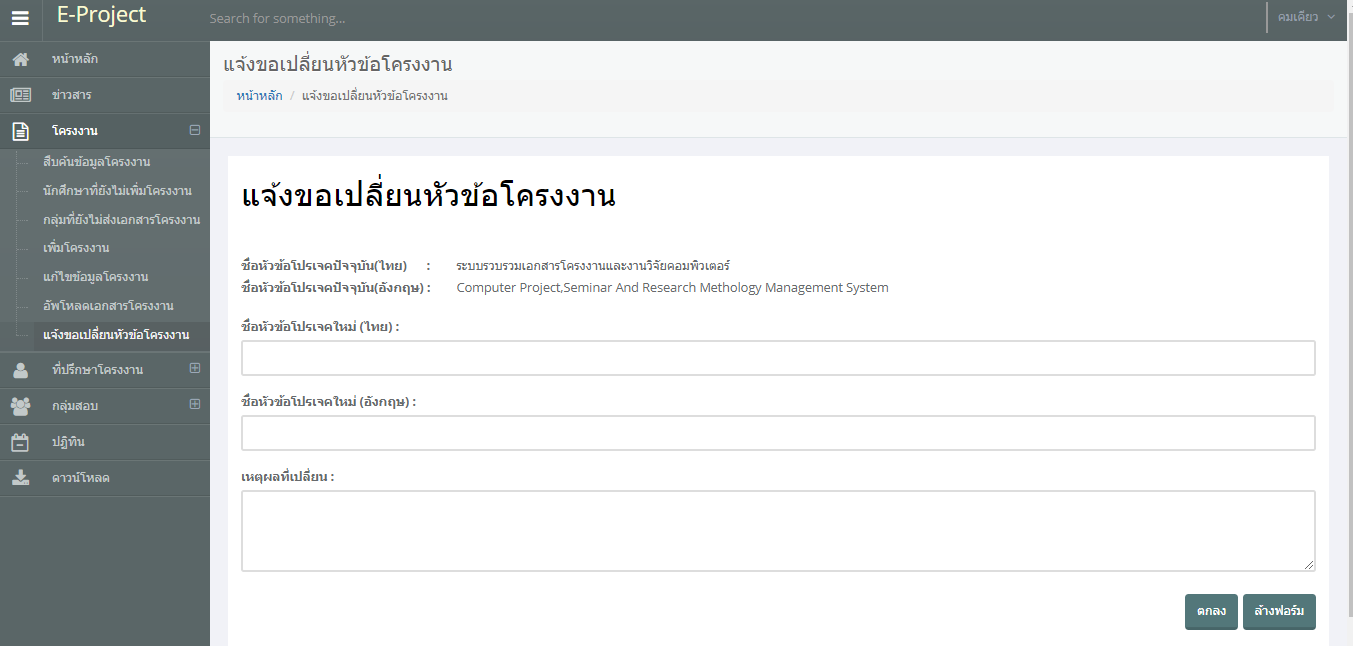 E-Project
Search for something...
คมเคียว
หน้าหลัก
ข่าวสาร
โครงงาน
สืบค้นข้อมูลโครงงาน
นักศึกษาที่ยังไม่เพิ่มโครงงาน
กลุ่มที่ยังไม่ส่งเอกสารโครงงาน
เพิ่มโครงงาน
แก้ไขข้อมูลโครงงาน
อัพโหลดเอกสารโครงงาน
แจ้งขอเปลี่ยนหัวข้อโครงงาน
ที่ปรึกษาโครงงาน
กลุ่มสอบ
ปฏิทิน
ดาวน์โหลด
แจ้งขอเปลี่ยนหัวข้อโครงงาน
หน้าหลัก / แจ้งขอเปลี่ยนหัวข้อโครงงาน
แจ้งขอเปลี่ยนหัวข้อโครงงาน
ชื่อหัวข้อโปรเจคปัจจุบัน(ไทย) : ระบบรวบรวมเอกสารโครงงานและงานวิจัยคอมพิวเตอร์
ชื่อหัวข้อโปรเจคปัจจุบัน(อังกฤษ) : Computer Project,Seminar And Research Methology Management System
ชื่อหัวข้อโปรเจคใหม่ (ไทย) :
ชื่อหัวข้อโปรเจคใหม่ (อังกฤษ) :
เหตุผลที่เปลี่ยน :
ตกลง ล้างฟอร์ม